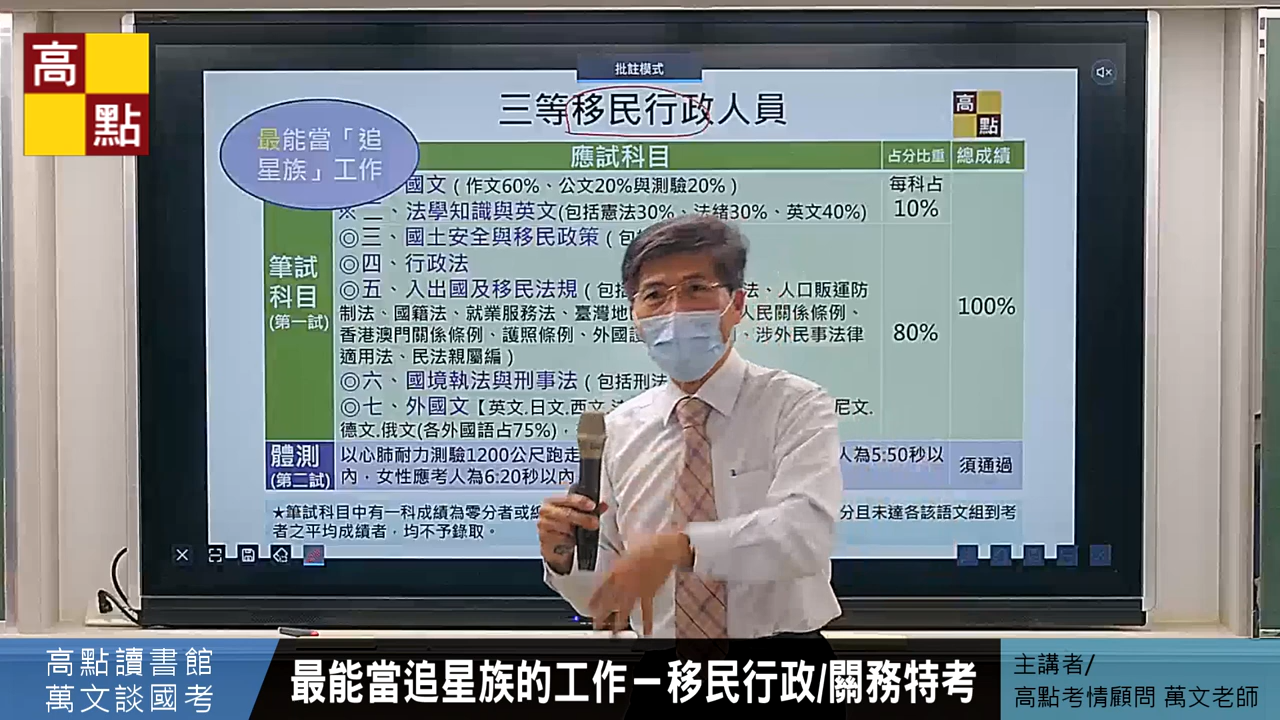 高
點
批註模式
三等移民行政人員
高
點
最能當「追
星族」工作
應試科目
占分比重
總成績
國文（作文60%、公文20%與測驗20%）
每科占
10%
※二、法學知識與英文(包括憲法30%、法緒30%、英文40%)
◎三、國土安全與移民政策（包
筆試
科目
(第一試)
◎四、行政法
◎五、入出國及移民法規（包括
法、人口販運防
制法、國籍法、就業服務法、臺灣地
人民關係條例、
香港澳門關係條例、護照條例、外國護
、涉外民事法律
適用法、民法親屬編）
80%
100%
◎六、國境執法與刑事法（包括刑法
◎七、外國文【英文.日文.西文.
尼文.
德文.俄文(各外國語占75%)，
體測
(第二試)
以心肺耐力測驗1200公尺跑走
人為5:50秒以
內，女性應考人為6:20秒以內
須通過
★筆試科目中有一科成績為零分或
分且未達各該語文組到考
者之平均成績者，均不予錄取。
高點讀書館
萬文談國考
最能當追星族的工作－移民行政/關務特考
主講者/
高點考情顧問 萬文老師